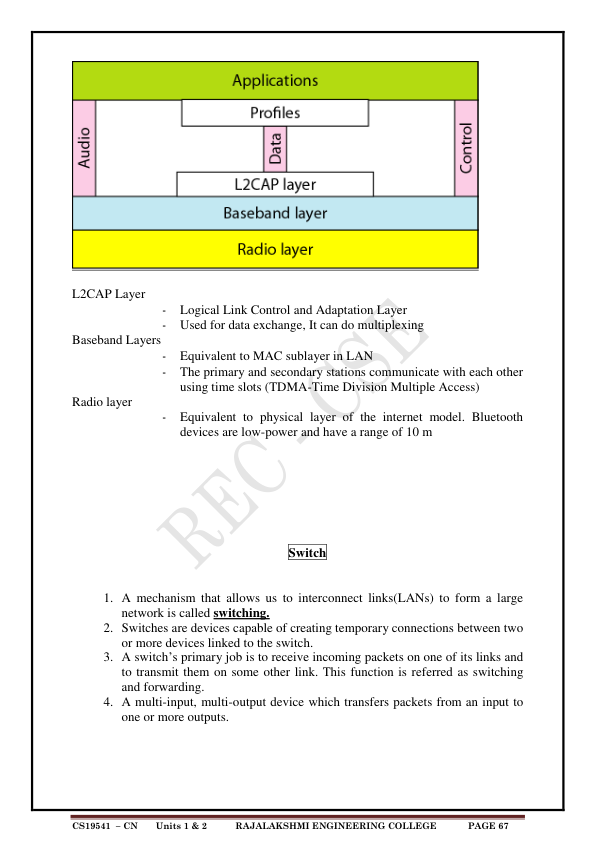 Applications
Profiles
Audio
Data
Control
L2CAP layer
Baseband layer
Radio layer
L2CAP Layer
- Logical Link Control and Adaptation Layer
- Used for data exchange, It can do multiplexing
Baseband Layers
- Equivalent to MAC sublayer in LAN
- The primary and secondary stations communicate with each other
using time slots (TDMA-Time Division Multiple Access)
Radio layer
- Equivalent to physical layer of the internet model. Bluetooth
devices are low-power and have a range of 10 m
REC - CSE
Switch
1. A mechanism that allows us to interconnect links(LANs) to form a large
network is called switching.
2. Switches are devices capable of creating temporary connections between two
or more devices linked to the switch.
3. A switch’s primary job is to receive incoming packets on one of its links and
to transmit them on some other link. This function is referred as switching
and forwarding.
4. A multi-input, multi-output device which transfers packets from an input to
one or more outputs.
CS19541 – CN Units 1 & 2 RAJALAKSHMI ENGINEERING COLLEGE PAGE 67